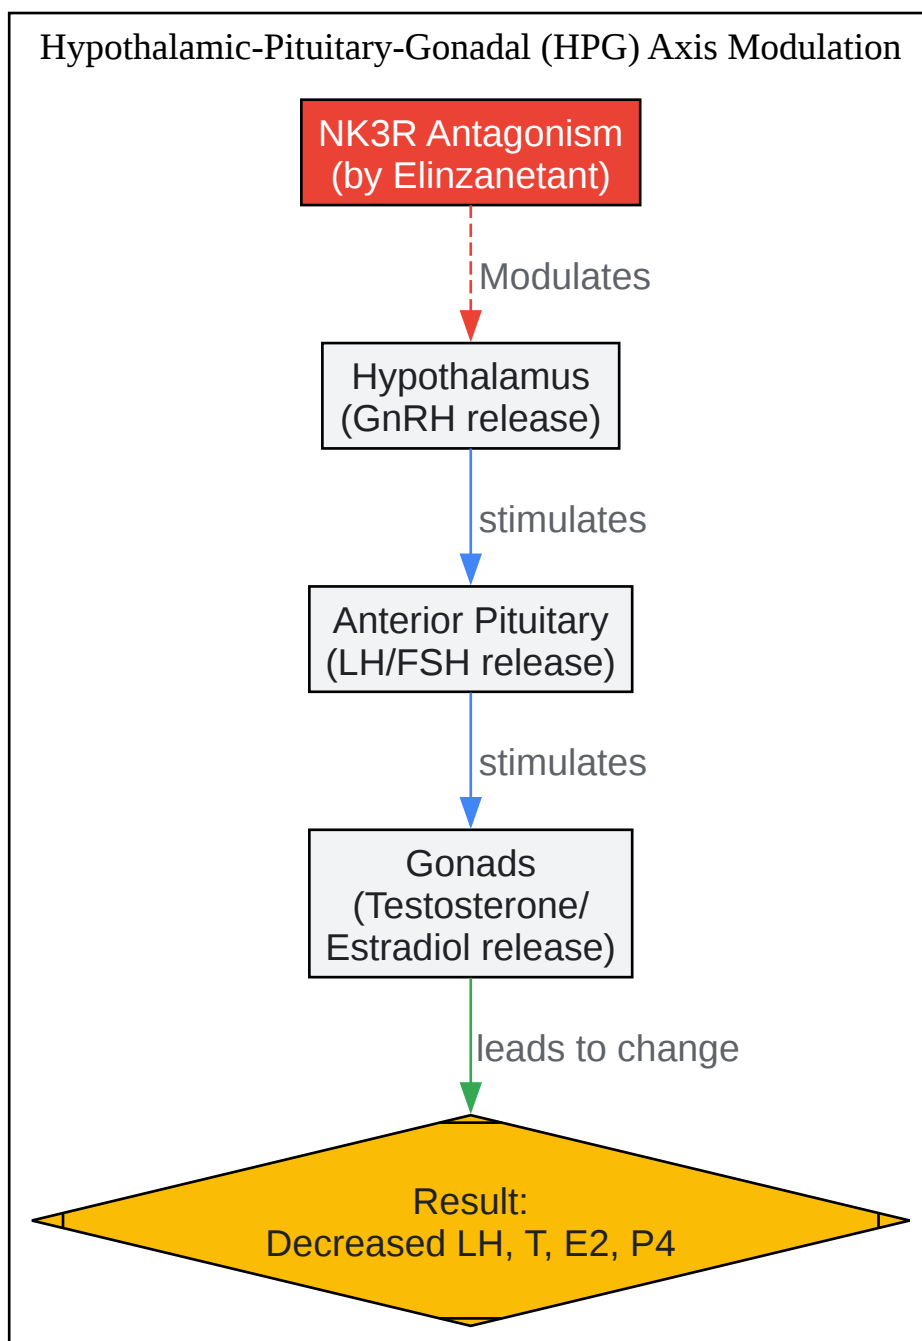 Hypothalamic-Pituitary-Gonadal (HPG) Axis Modulation
NK3R Antagonism
(by Elinzanetant)
Modulates
Hypothalamus
(GnRH release)
stimulates
Anterior Pituitary
(LH/FSH release)
stimulates
Gonads
(Testosterone/
Estradiol release)
leads to change
Result:
Decreased LH, T, E2, P4